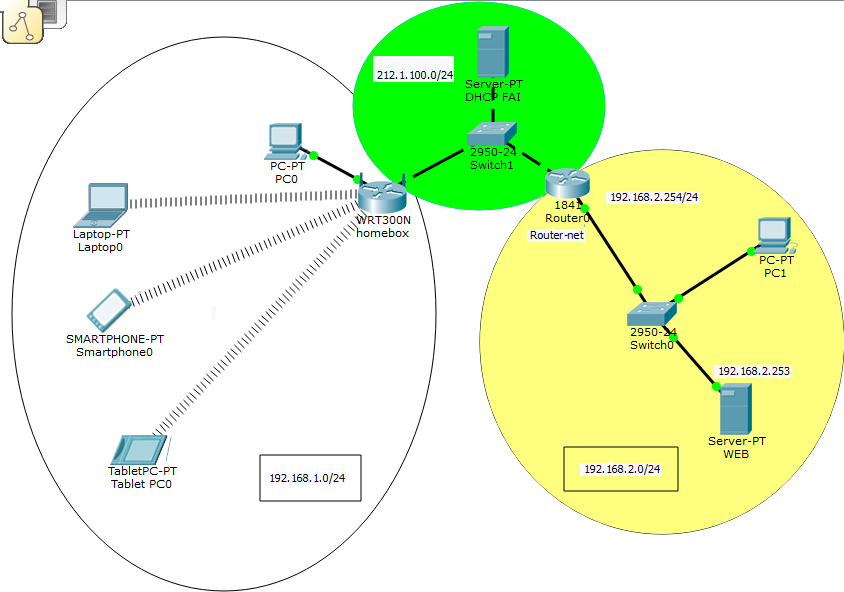 212.1.100.0/24
Server-PT
DHCP FAI
2950-24
Switch1
PC-PT
PC0
WRT300N
homebox
1841
Router0
Router-net
192.168.2.254/24
Laptop-PT
Laptop0
PC-PT
PC1
SMARTPHONE-PT
Smartphone0
2950-24
Switch0
192.168.2.253
Server-PT
WEB
TabletPC-PT
Tablet PC0
192.168.1.0/24
192.168.2.0/24